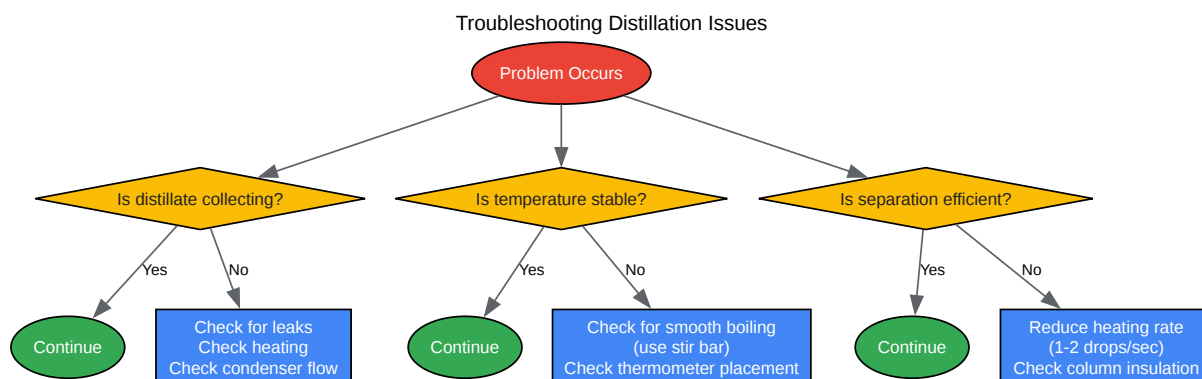 Troubleshooting Distillation Issues
Problem Occurs
Is distillate collecting?
Is temperature stable?
Is separation efficient?
Yes
No
Yes
No
Yes
No
Continue
Check for leaks
Check heating
Check condenser flow
Continue
Check for smooth boiling
(use stir bar)
Check thermometer placement
Continue
Reduce heating rate
(1-2 drops/sec)
Check column insulation